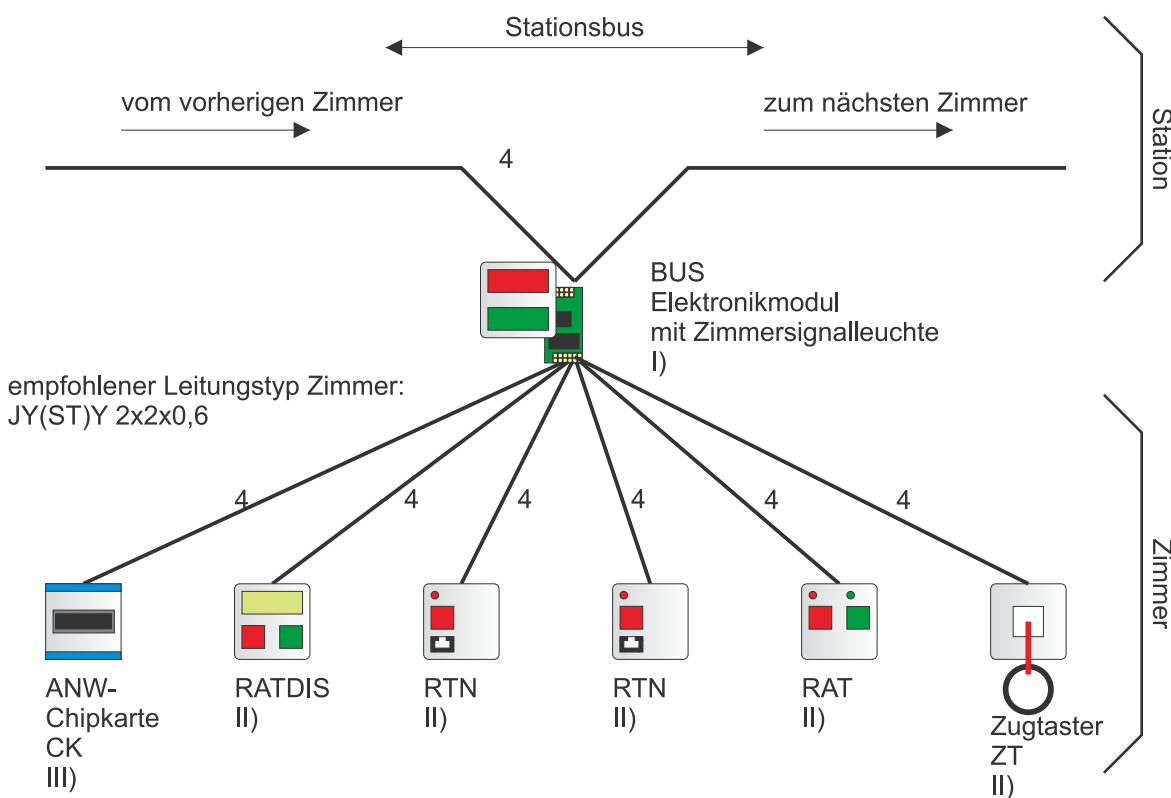 Stationsbus
vom vorherigen Zimmer
zum nächsten Zimmer
4
Station
BUS
Elektronikmodul
mit Zimmersignalleuchte
I)
empfohlener Leitungstyp Zimmer:
JY(ST)Y 2x2x0,6
4
4
4
4
4
4
Zimmer
ANW-
Chipkarte
CK
III)
RATDIS
II)
RTN
II)
RTN
II)
RAT
II)
Zugtaster
ZT
II)